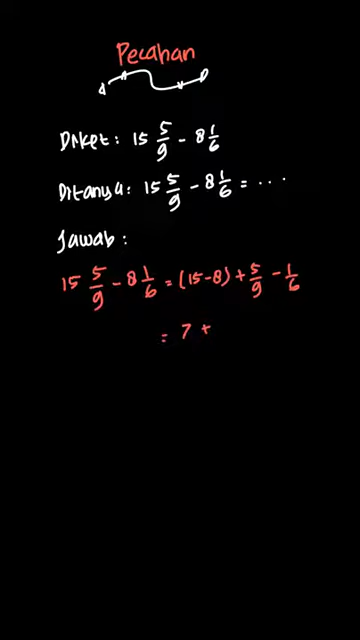 Pecahan
Diket: 15 5/9 - 8 1/6
Ditanya: 15 5/9 - 8 1/6 = ...
Jawab:
15 5/9 - 8 1/6 = (15-8) + 5/9 - 1/6
= 7 +